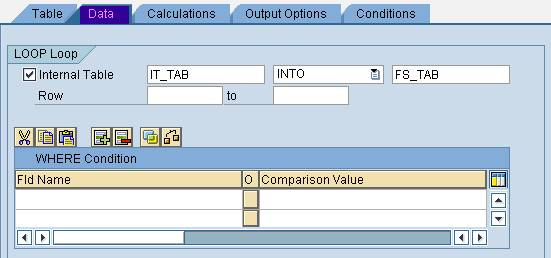 Table Data Calculations Output Options Conditions
LOOP Loop
Internal Table IT_TAB INTO FS_TAB
Row to
WHERE Condition
Fld Name O Comparison Value